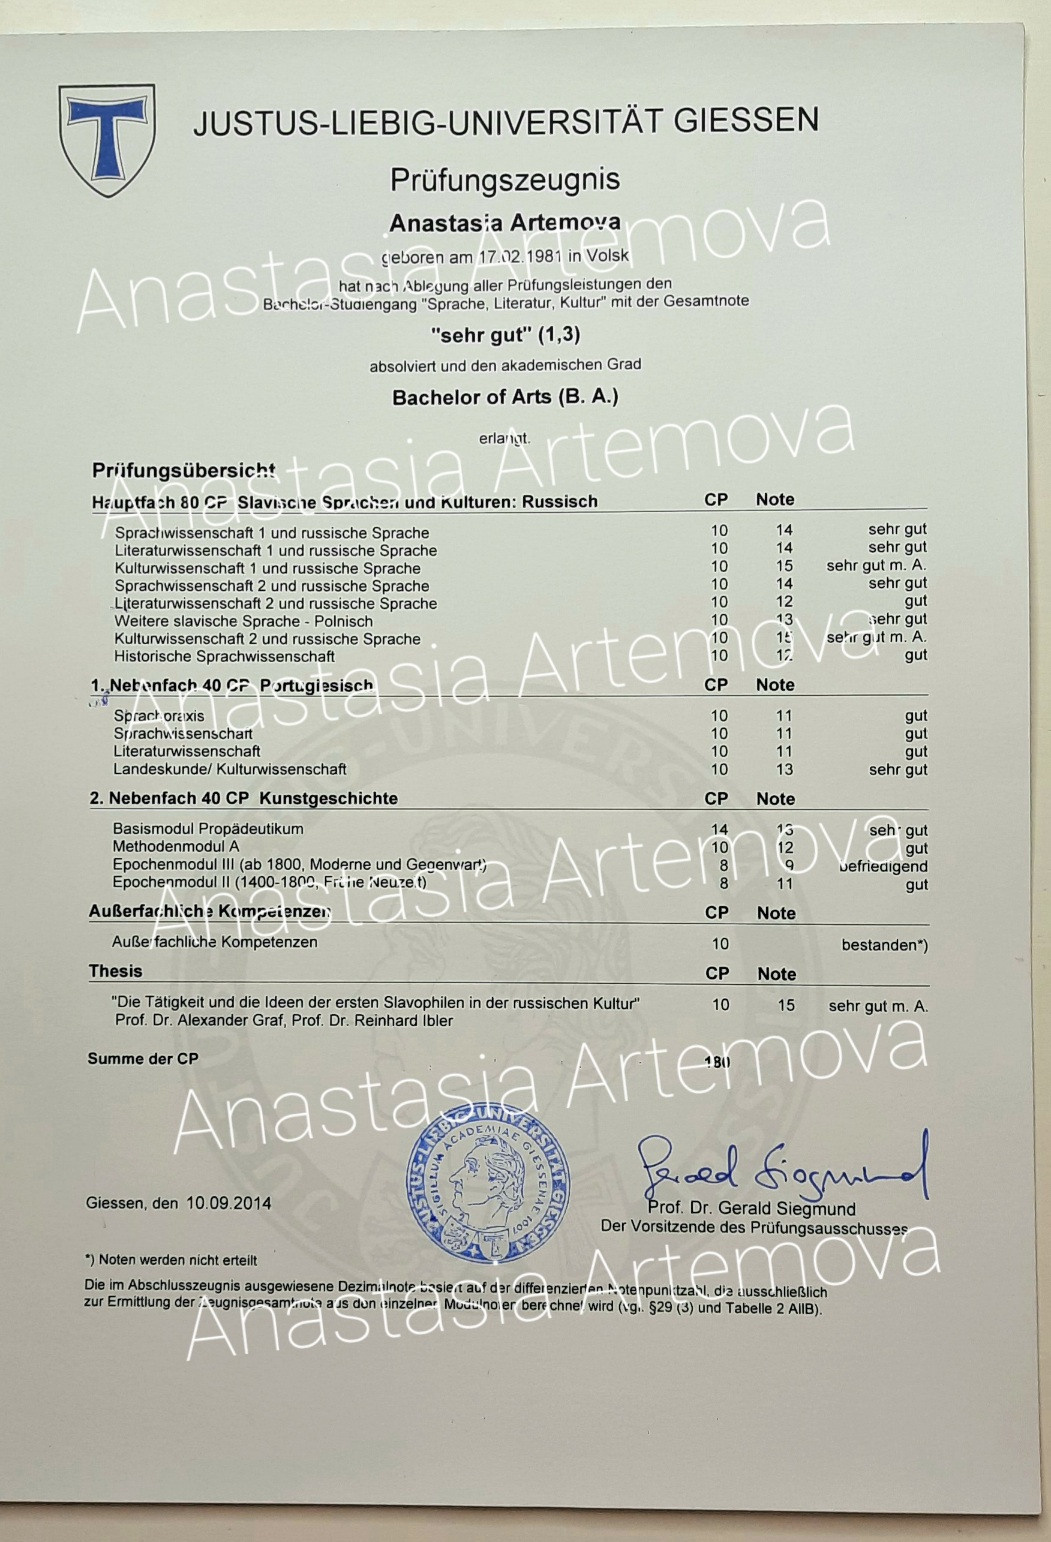 JUSTUS-LIEBIG-UNIVERSITÄT GIESSEN
Prüfungszeugnis
Anastasia Artemova
geboren am 17.02.1981 in Volsk
hat nach Ablegung aller Prüfungsleistungen den
Bachelor-Studiengang "Sprache, Literatur, Kultur" mit der Gesamtnote
"sehr gut" (1,3)
absolviert und den akademischen Grad
Bachelor of Arts (B. A.)
erlangt.
Anastasia Artemova
Anastasia Artemova
Prüfungsübersicht
Hauptfach 80 CP Slavische Sprachen und Kulturen: Russisch CP Note
Sprachwissenschaft 1 und russische Sprache 10 14 sehr gut
Literaturwissenschaft 1 und russische Sprache 10 14 sehr gut
Kulturwissenschaft 1 und russische Sprache 10 15 sehr gut m. A.
Sprachwissenschaft 2 und russische Sprache 10 14 sehr gut
Literaturwissenschaft 2 und russische Sprache 10 12 gut
Weitere slavische Sprache - Polnisch 10 13 sehr gut
Kulturwissenschaft 2 und russische Sprache 10 15 sehr gut m. A.
Historische Sprachwissenschaft 10 12 gut
Anastasia Artemova
1. Nebenfach 40 CP Portugiesisch CP Note
Sprachpraxis 10 11 gut
Sprachwissenschaft 10 11 gut
Literaturwissenschaft 10 11 gut
Landeskunde/ Kulturwissenschaft 10 13 sehr gut
2. Nebenfach 40 CP Kunstgeschichte CP Note
Basismodul Propädeutikum 14 13 sehr gut
Methodenmodul A 10 12 gut
Epochenmodul III (ab 1800, Moderne und Gegenwart) 8 9 befriedigend
Epochenmodul II (1400-1800, Frühe Neuzeit) 8 11 gut
Anastasia Artemova
Außerfachliche Kompetenzen CP Note
Außerfachliche Kompetenzen 10 bestanden*)
Thesis CP Note
"Die Tätigkeit und die Ideen der ersten Slavophilen in der russischen Kultur" 10 15 sehr gut m. A.
Prof. Dr. Alexander Graf, Prof. Dr. Reinhard Ibler
Summe der CP 180
Anastasia Artemova
JUSTUS-LIEBIG-UNIVERSITÄT GIESSEN
SIGILLUM ACADEMIAE GIESSENAE 1607
Gerald Siegmund
Giessen, den 10.09.2014
Prof. Dr. Gerald Siegmund
Der Vorsitzende des Prüfungsausschusses
*) Noten werden nicht erteilt
Die im Abschlusszeugnis ausgewiesene Dezimalnote basiert auf der differenzierten Notenpunktzahl, die ausschließlich
zur Ermittlung der Zeugnisgesamtnote aus den einzelnen Modulnoten berechnet wird (vgl. §29 (3) und Tabelle 2 AllB).
Anastasia Artemova